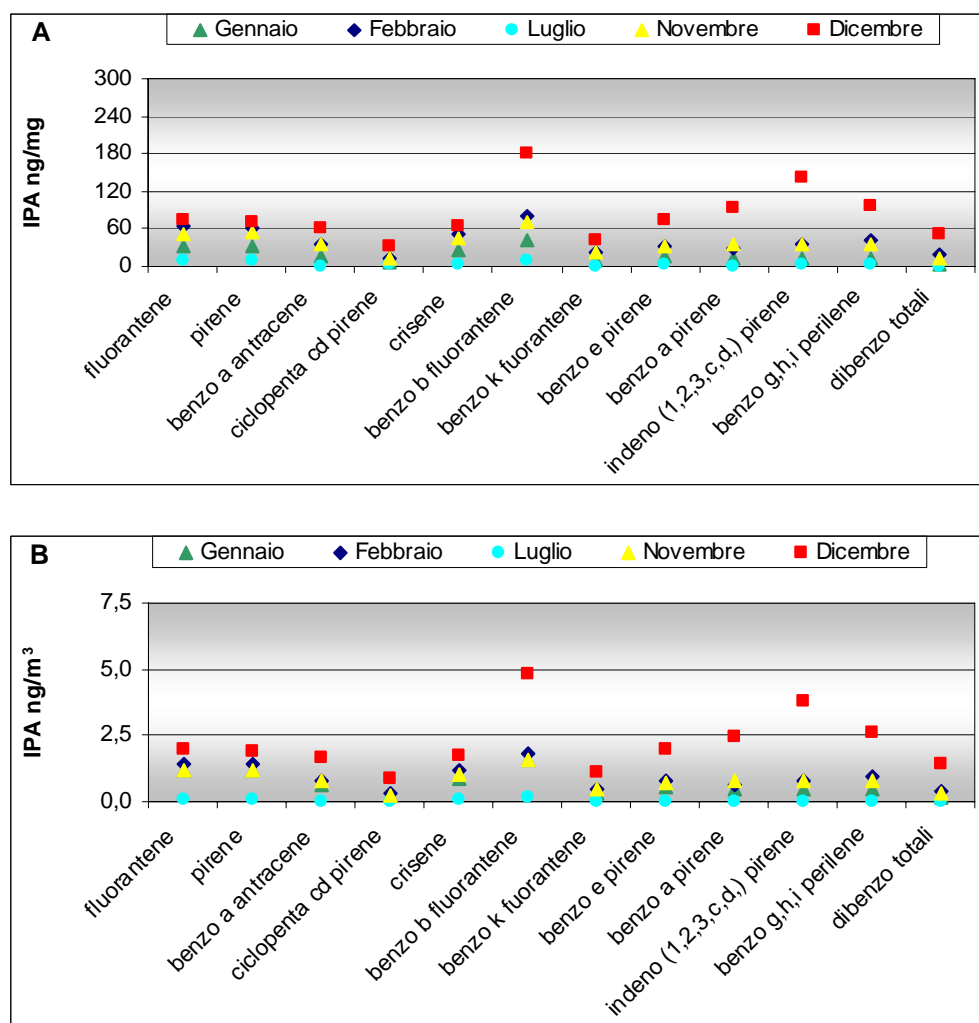 A
Gennaio Febbraio Luglio Novembre Dicembre
IPA ng/mg
300
240
180
120
60
0
fluorantene
pirene
benzo a antracene
ciclopenta cd pirene
crisene
benzo b fluorantene
benzo k fuorantene
benzo e pirene
benzo a pirene
indeno (1,2,3,c,d,) pirene
benzo g,h,i perilene
dibenzo totali
B
Gennaio Febbraio Luglio Novembre Dicembre
IPA ng/m³
7,5
5,0
2,5
0,0
fluorantene
pirene
benzo a antracene
ciclopenta cd pirene
crisene
benzo b fluorantene
benzo k fuorantene
benzo e pirene
benzo a pirene
indeno (1,2,3,c,d,) pirene
benzo g,h,i perilene
dibenzo totali